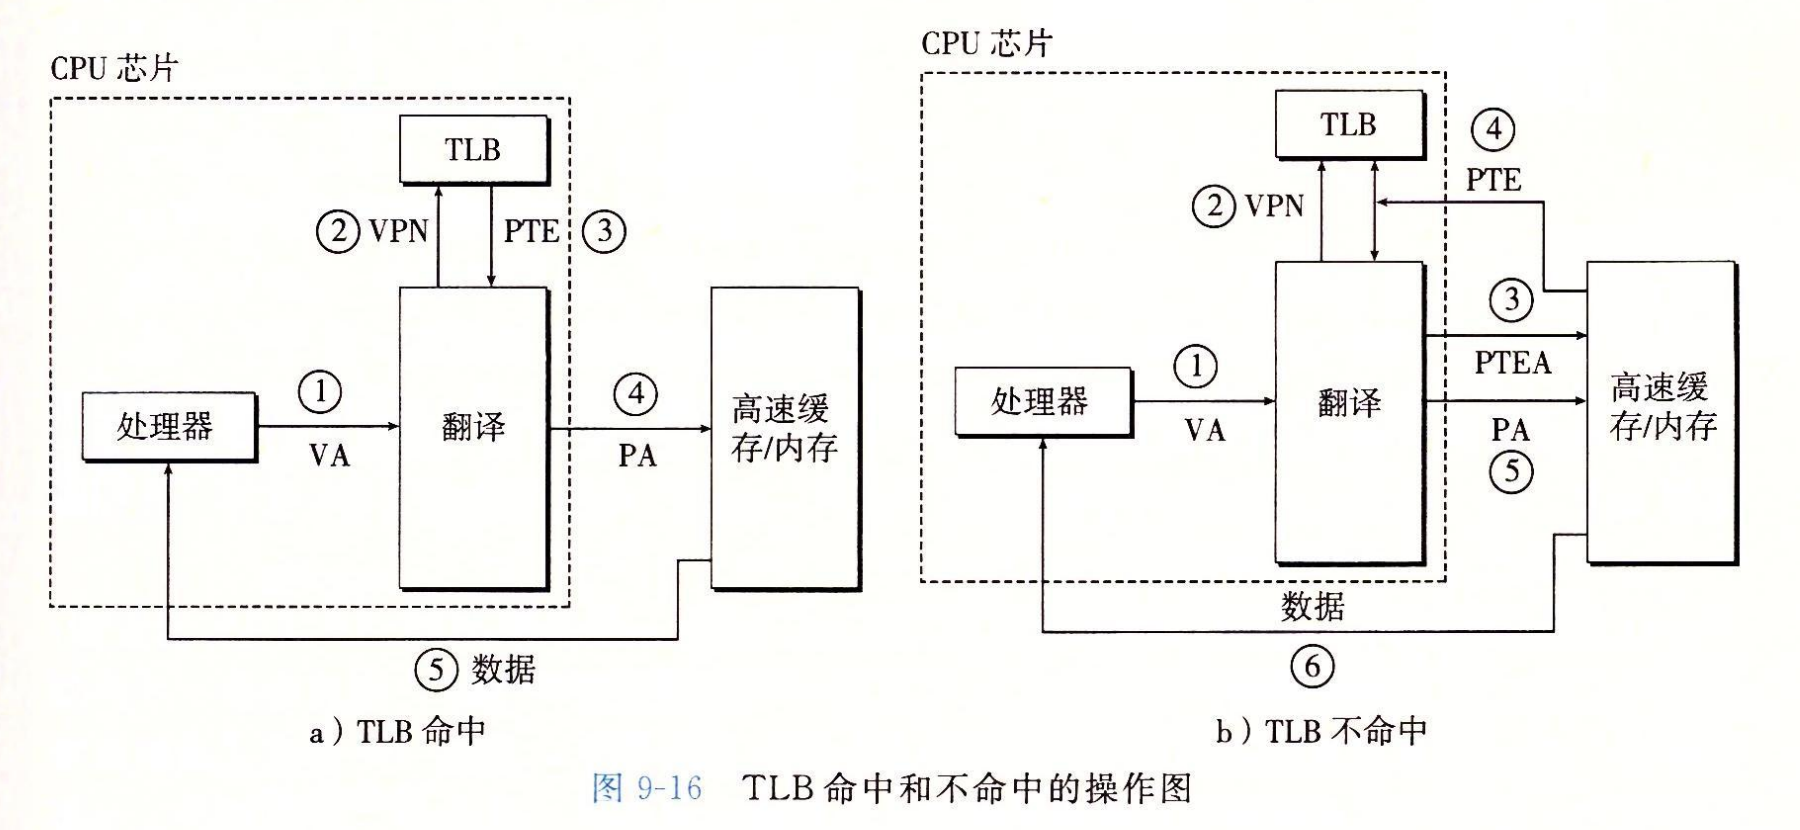 CPU 芯片
TLB
② VPN
PTE ③
处理器
①
VA
翻译
④
PA
高速缓
存/内存
⑤ 数据
a）TLB 命中
CPU 芯片
TLB
④
PTE
② VPN
处理器
①
VA
翻译
③
PTEA
PA
⑤
高速缓
存/内存
数据
⑥
b）TLB 不命中
图 9-16 TLB 命中和不命中的操作图